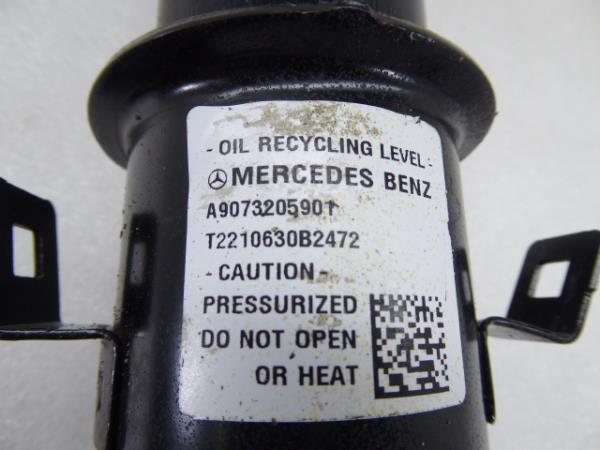 - OIL RECYCLING LEVEL -
MERCEDES BENZ
A9073205901
T2210630B2472
- CAUTION -
PRESSURIZED
DO NOT OPEN
OR HEAT